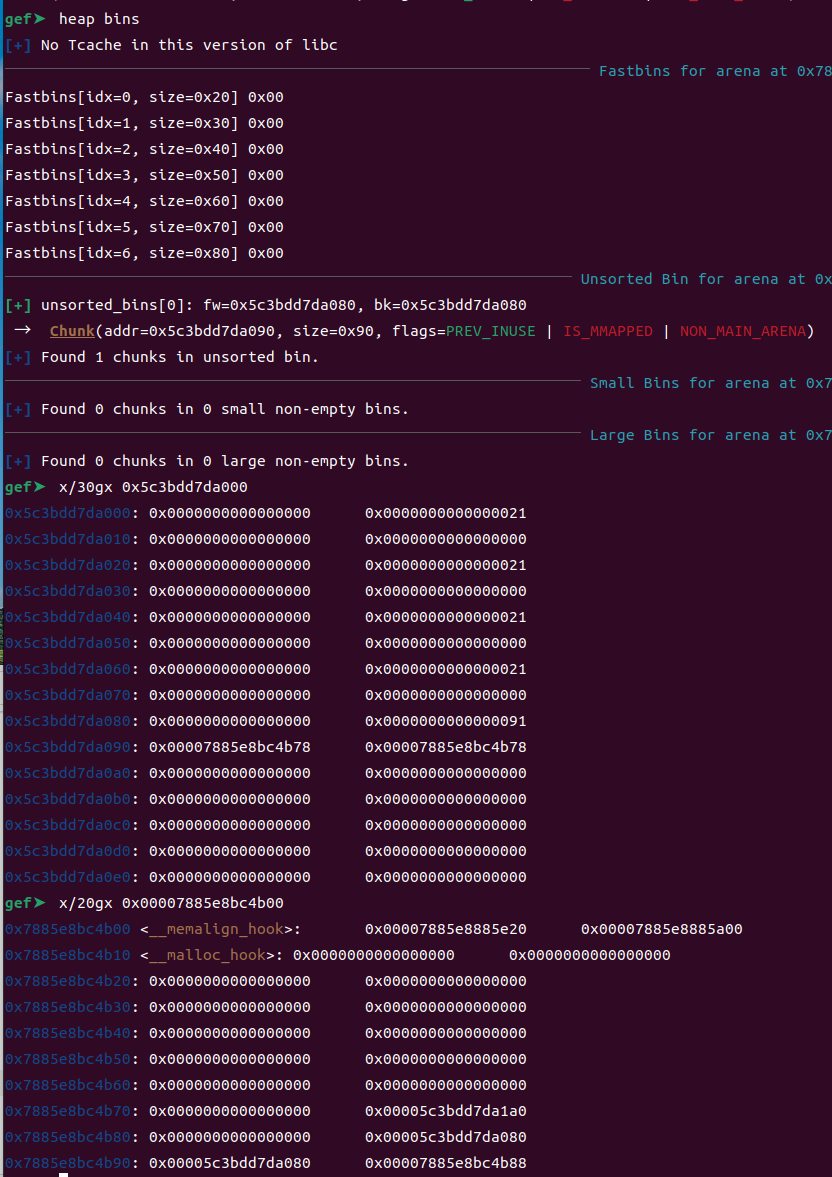 gef➤  heap bins
[+] No Tcache in this version of libc
Fastbins for arena at 0x78
Fastbins[idx=0, size=0x20] 0x00
Fastbins[idx=1, size=0x30] 0x00
Fastbins[idx=2, size=0x40] 0x00
Fastbins[idx=3, size=0x50] 0x00
Fastbins[idx=4, size=0x60] 0x00
Fastbins[idx=5, size=0x70] 0x00
Fastbins[idx=6, size=0x80] 0x00
Unsorted Bin for arena at 0x
[+] unsorted_bins[0]: fw=0x5c3bdd7da080, bk=0x5c3bdd7da080
→  Chunk(addr=0x5c3bdd7da090, size=0x90, flags=PREV_INUSE | IS_MMAPPED | NON_MAIN_ARENA)
[+] Found 1 chunks in unsorted bin.
Small Bins for arena at 0x7
[+] Found 0 chunks in 0 small non-empty bins.
Large Bins for arena at 0x7
[+] Found 0 chunks in 0 large non-empty bins.
gef➤  x/30gx 0x5c3bdd7da000
0x5c3bdd7da000: 0x0000000000000000      0x0000000000000021
0x5c3bdd7da010: 0x0000000000000000      0x0000000000000000
0x5c3bdd7da020: 0x0000000000000000      0x0000000000000021
0x5c3bdd7da030: 0x0000000000000000      0x0000000000000000
0x5c3bdd7da040: 0x0000000000000000      0x0000000000000021
0x5c3bdd7da050: 0x0000000000000000      0x0000000000000000
0x5c3bdd7da060: 0x0000000000000000      0x0000000000000021
0x5c3bdd7da070: 0x0000000000000000      0x0000000000000000
0x5c3bdd7da080: 0x0000000000000000      0x0000000000000091
0x5c3bdd7da090: 0x00007885e8bc4b78      0x00007885e8bc4b78
0x5c3bdd7da0a0: 0x0000000000000000      0x0000000000000000
0x5c3bdd7da0b0: 0x0000000000000000      0x0000000000000000
0x5c3bdd7da0c0: 0x0000000000000000      0x0000000000000000
0x5c3bdd7da0d0: 0x0000000000000000      0x0000000000000000
0x5c3bdd7da0e0: 0x0000000000000000      0x0000000000000000
gef➤  x/20gx 0x00007885e8bc4b00
0x7885e8bc4b00 <__memalign_hook>:       0x00007885e8885e20      0x00007885e8885a00
0x7885e8bc4b10 <__malloc_hook>: 0x0000000000000000      0x0000000000000000
0x7885e8bc4b20: 0x0000000000000000      0x0000000000000000
0x7885e8bc4b30: 0x0000000000000000      0x0000000000000000
0x7885e8bc4b40: 0x0000000000000000      0x0000000000000000
0x7885e8bc4b50: 0x0000000000000000      0x0000000000000000
0x7885e8bc4b60: 0x0000000000000000      0x0000000000000000
0x7885e8bc4b70: 0x0000000000000000      0x00005c3bdd7da1a0
0x7885e8bc4b80: 0x0000000000000000      0x00005c3bdd7da080
0x7885e8bc4b90: 0x00005c3bdd7da080      0x00007885e8bc4b88